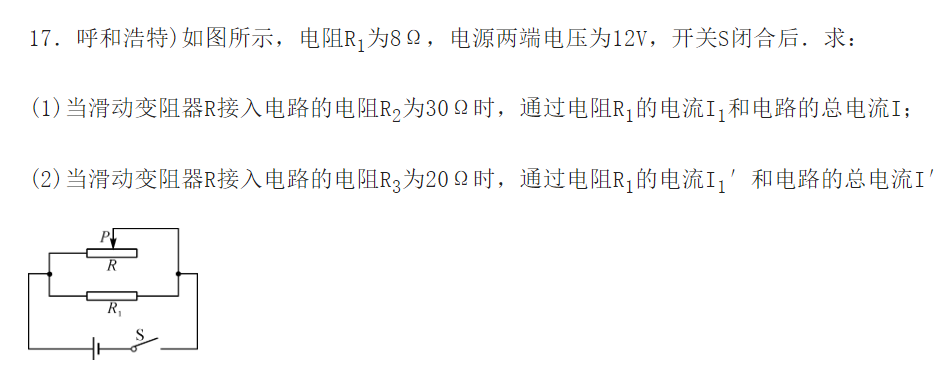 17. 呼和浩特)如图所示，电阻R₁为8Ω，电源两端电压为12V，开关S闭合后．求：
(1)当滑动变阻器R接入电路的电阻R₂为30Ω时，通过电阻R₁的电流I₁和电路的总电流I；
(2)当滑动变阻器R接入电路的电阻R₃为20Ω时，通过电阻R₁的电流I₁′和电路的总电流I′
P
R
R₁
S